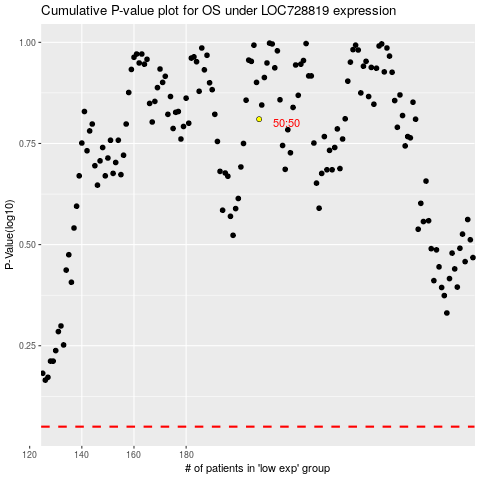 Cumulative P-value plot for OS under LOC728819 expression
1.00
0.75
0.50
0.25
P-Value(log10)
50:50
120 140 160 180
# of patients in 'low exp' group